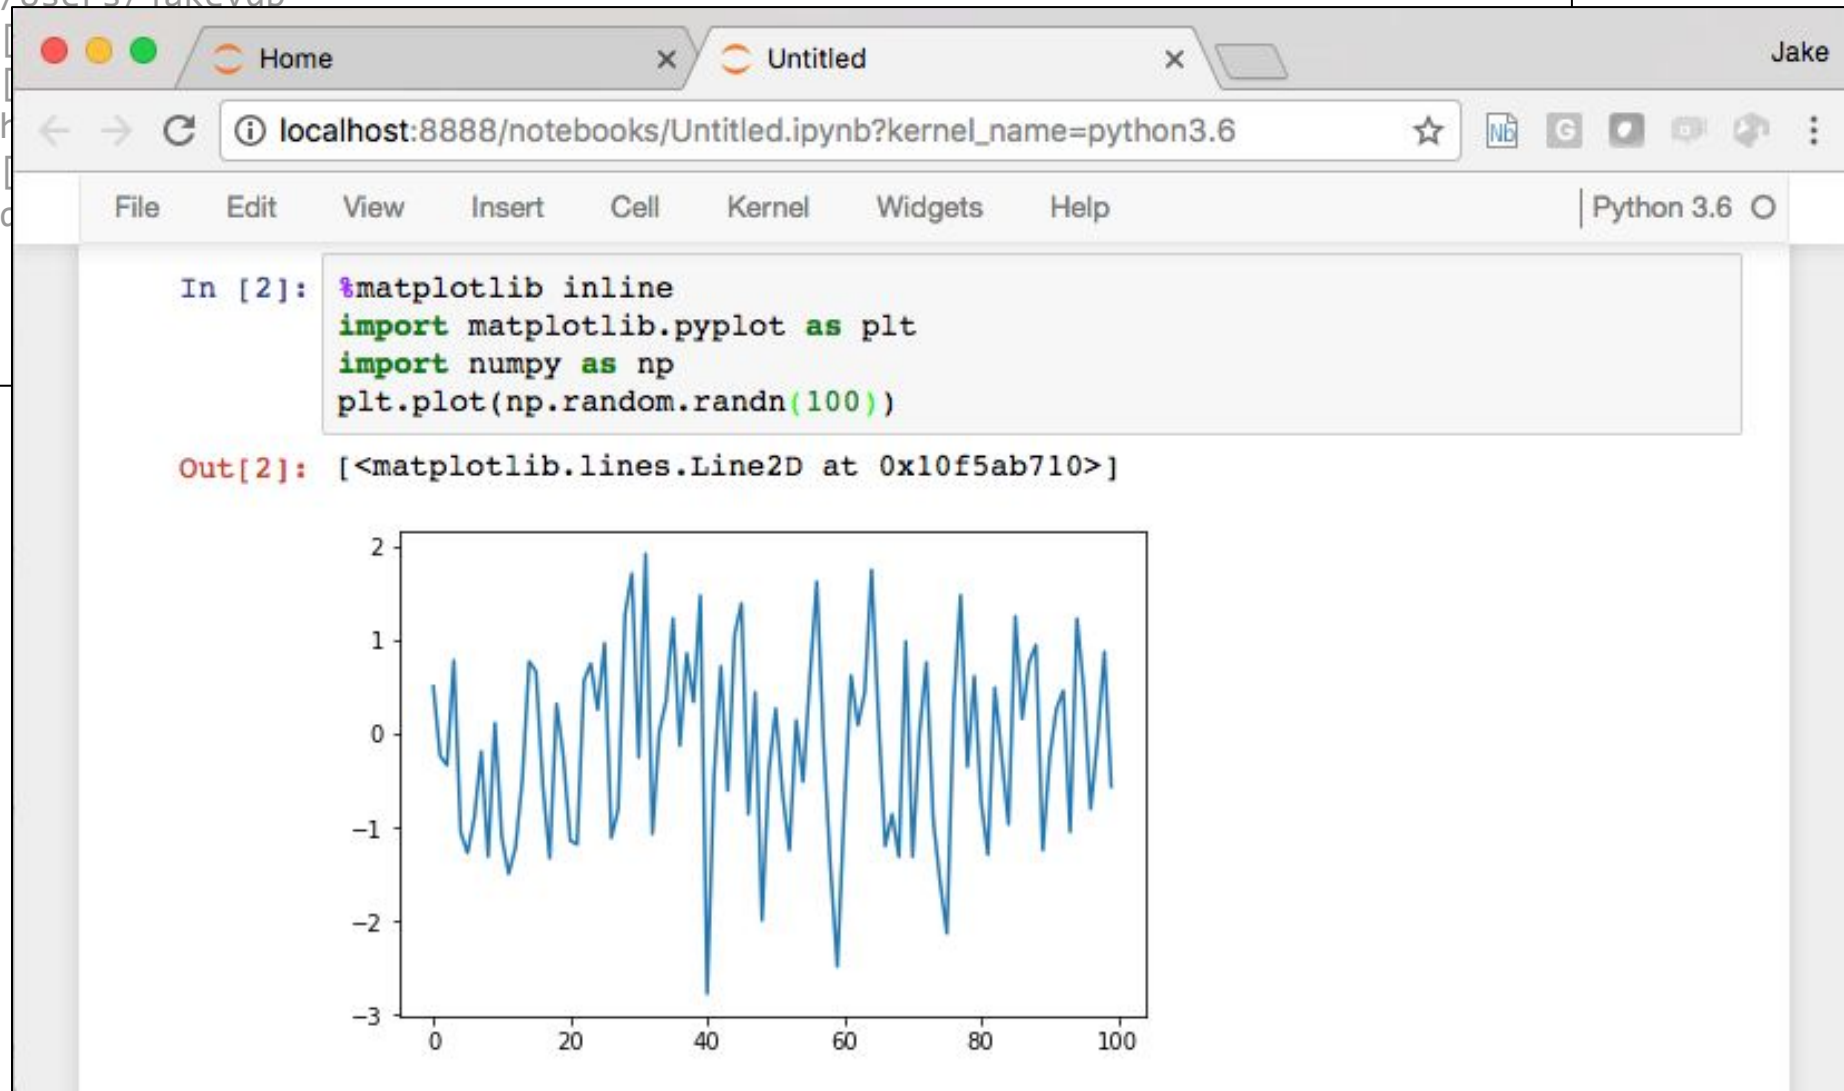 Home
Untitled
Jake
localhost:8888/notebooks/Untitled.ipynb?kernel_name=python3.6
Nb
G
File Edit View Insert Cell Kernel Widgets Help
Python 3.6
In [2]: %matplotlib inline
import matplotlib.pyplot as plt
import numpy as np
plt.plot(np.random.randn(100))
Out[2]: [<matplotlib.lines.Line2D at 0x10f5ab710>]
2
1
0
−1
−2
−3
0 20 40 60 80 100